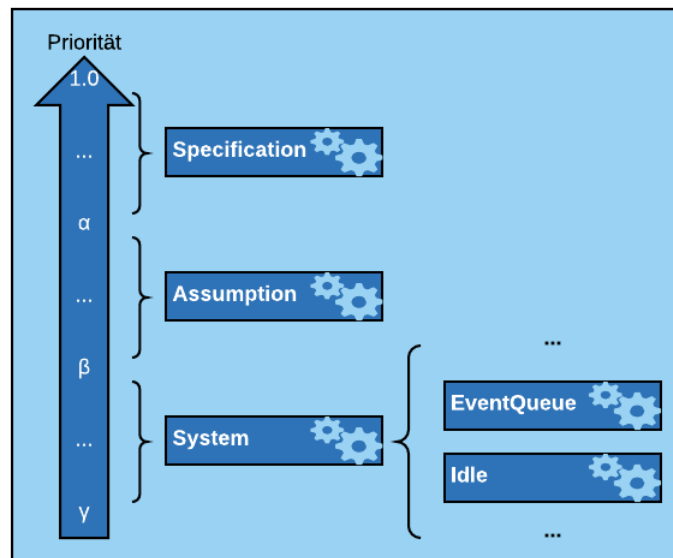 Priorität
1.0
...
Specification
α
...
Assumption
...
β
EventQueue
...
System
Idle
γ
...